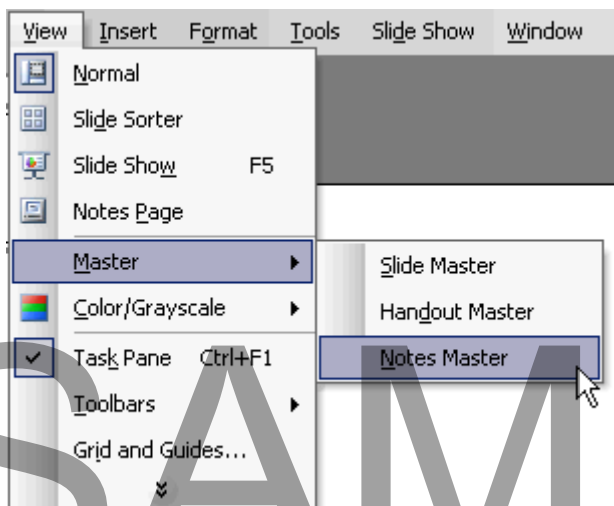 View Insert Format Tools Slide Show Window
Normal
Slide Sorter
Slide Show F5
Notes Page
Master
Slide Master
Color/Grayscale
Handout Master
Task Pane Ctrl+F1
Notes Master
Toolbars
Grid and Guides...
SAM